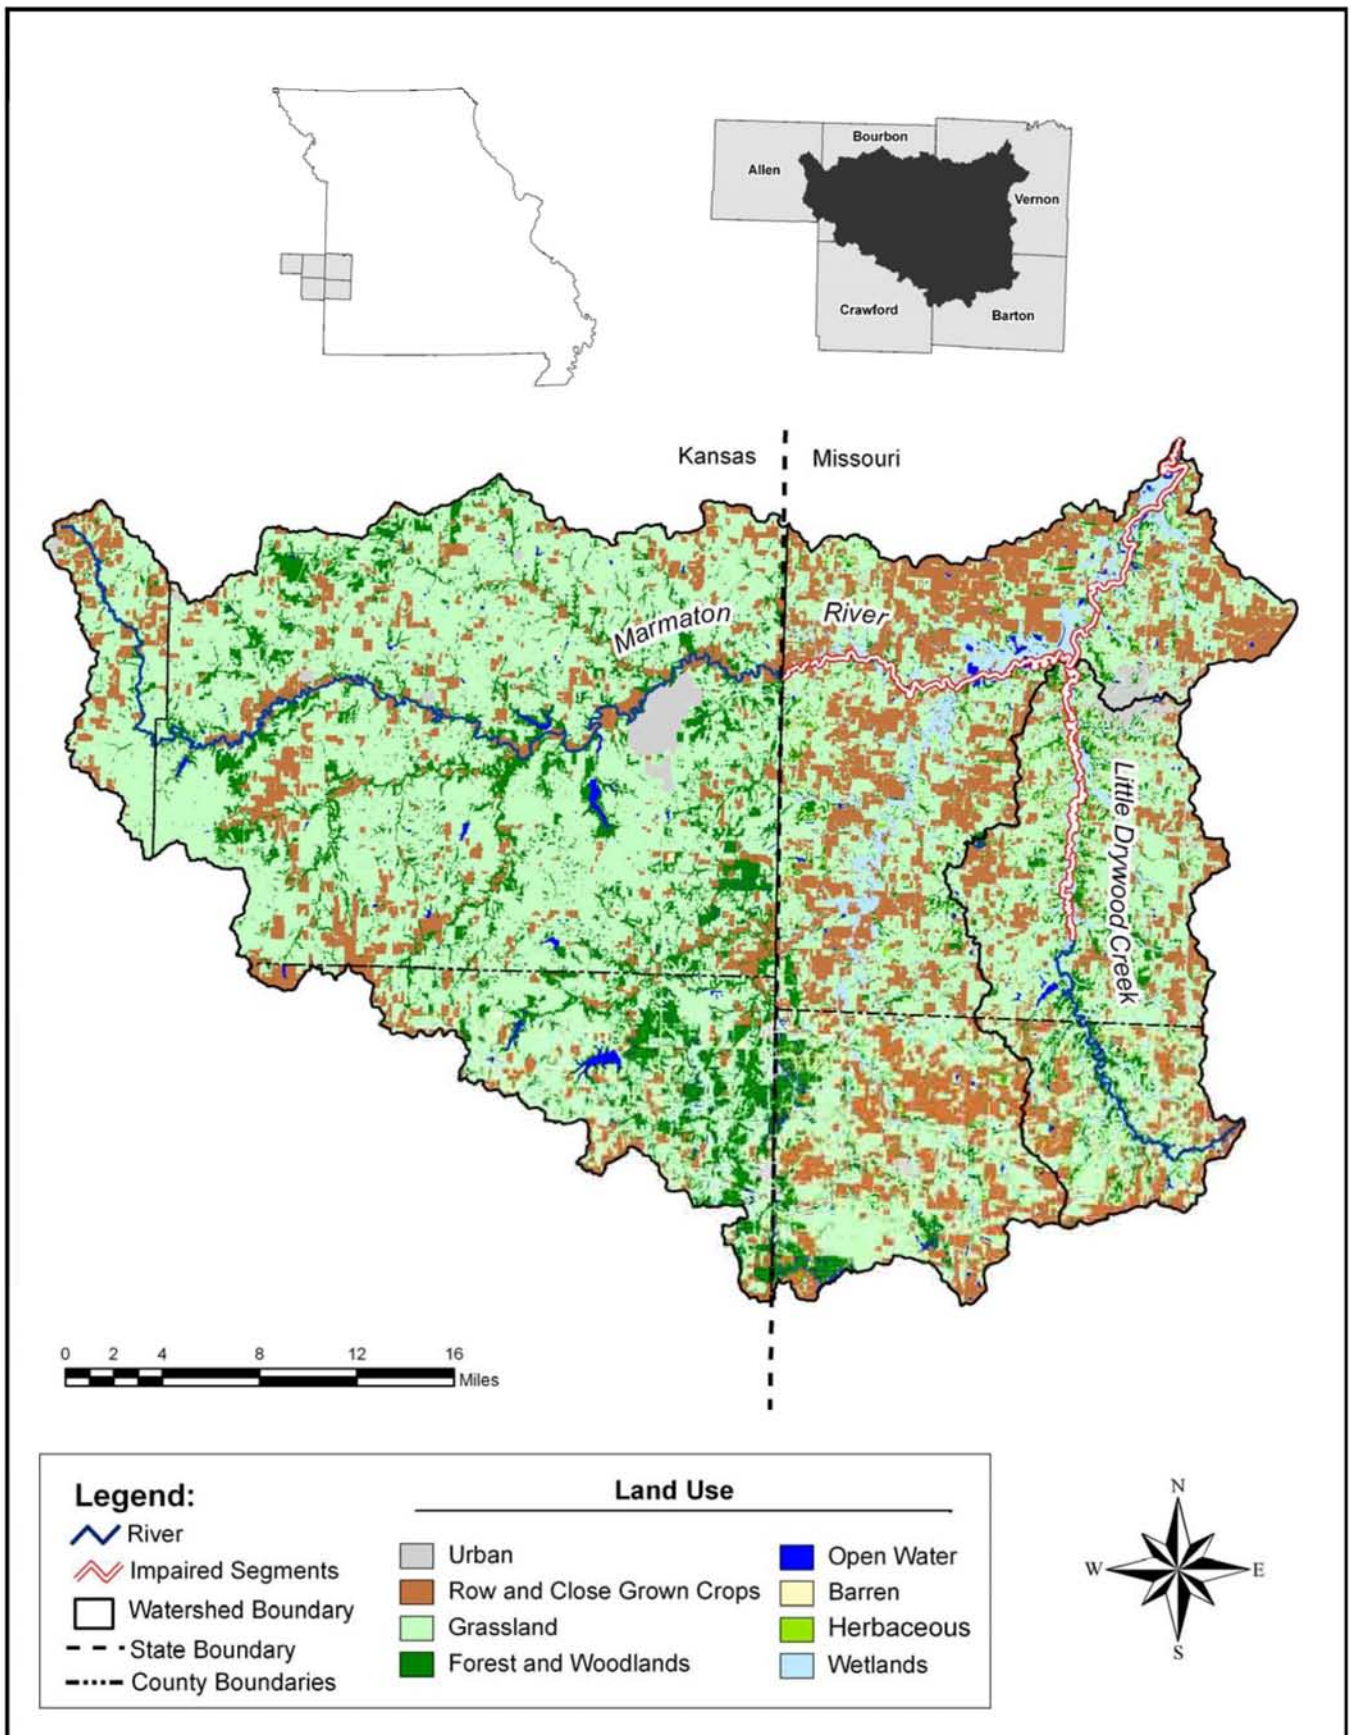 Bourbon
Allen
Vernon
Crawford
Barton
Kansas
Missouri
Marmaton
River
Little Drywood Creek
0 2 4 8 12 16
Miles
Legend:
River
Impaired Segments
Watershed Boundary
State Boundary
County Boundaries
Land Use
Urban
Row and Close Grown Crops
Grassland
Forest and Woodlands
Open Water
Barren
Herbaceous
Wetlands
N
W
E
S